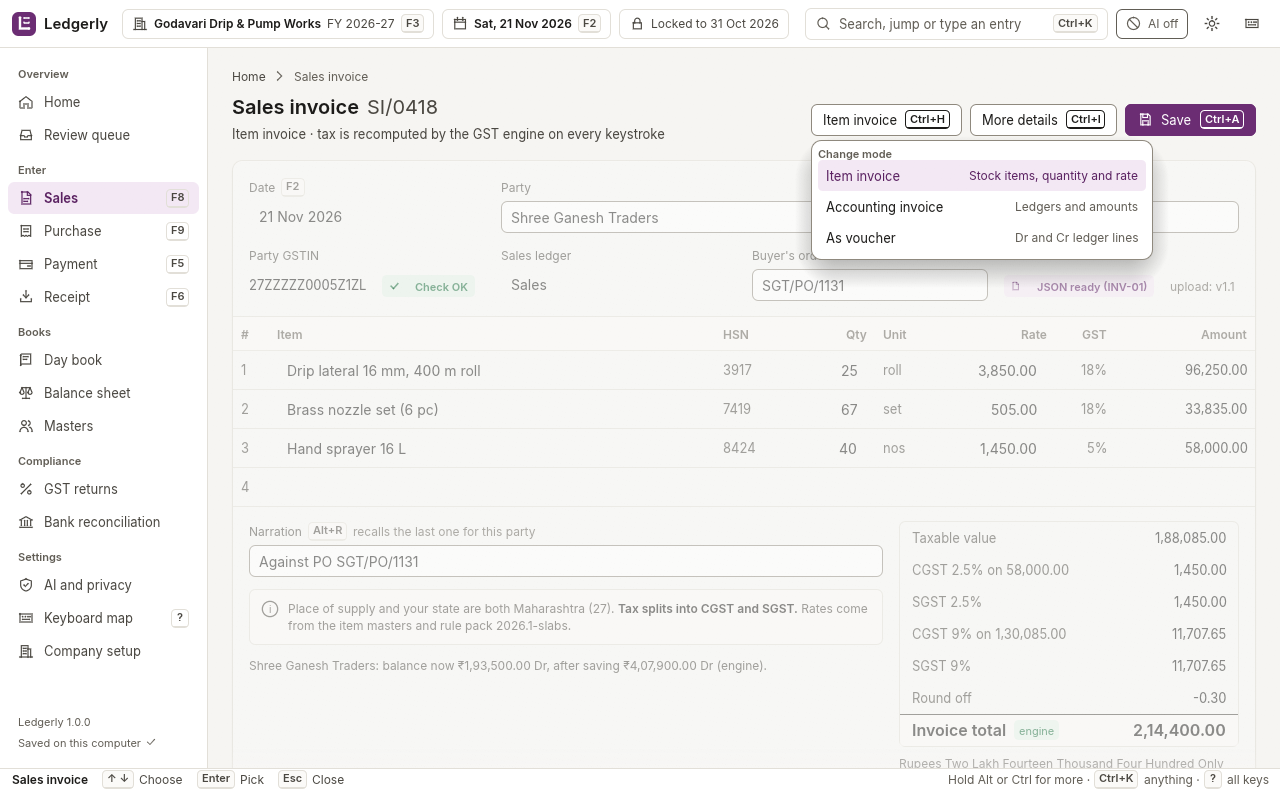 Ledgerly
Godavari Drip & Pump Works FY 2026-27 F3
Sat, 21 Nov 2026 F2
Locked to 31 Oct 2026
Search, jump or type an entry Ctrl+K
AI off
Overview
Home
Review queue
Enter
Sales F8
Purchase F9
Payment F5
Receipt F6
Books
Day book
Balance sheet
Masters
Compliance
GST returns
Bank reconciliation
Settings
AI and privacy
Keyboard map ?
Company setup
Ledgerly 1.0.0
Saved on this computer
Home > Sales invoice
Sales invoice SI/0418
Item invoice · tax is recomputed by the GST engine on every keystroke
Item invoice Ctrl+H
More details Ctrl+I
Save Ctrl+A
Change mode
Item invoice Stock items, quantity and rate
Accounting invoice Ledgers and amounts
As voucher Dr and Cr ledger lines
Date F2
21 Nov 2026
Party
Shree Ganesh Traders
Party GSTIN
27ZZZZZ0005Z1ZL Check OK
Sales ledger
Sales
Buyer's
SGT/PO/1131
JSON ready (INV-01) upload: v1.1
# Item HSN Qty Unit Rate GST Amount
1 Drip lateral 16 mm, 400 m roll 3917 25 roll 3,850.00 18% 96,250.00
2 Brass nozzle set (6 pc) 7419 67 set 505.00 18% 33,835.00
3 Hand sprayer 16 L 8424 40 nos 1,450.00 5% 58,000.00
4
Narration Alt+R recalls the last one for this party
Against PO SGT/PO/1131
Place of supply and your state are both Maharashtra (27). Tax splits into CGST and SGST. Rates come
from the item masters and rule pack 2026.1-slabs.
Shree Ganesh Traders: balance now ₹1,93,500.00 Dr, after saving ₹4,07,900.00 Dr (engine).
Taxable value 1,88,085.00
CGST 2.5% on 58,000.00 1,450.00
SGST 2.5% 1,450.00
CGST 9% on 1,30,085.00 11,707.65
SGST 9% 11,707.65
Round off -0.30
Invoice total engine 2,14,400.00
Rupees Two Lakh Fourteen Thousand Four Hundred Only
Sales invoice ↑ ↓ Choose Enter Pick Esc Close
Hold Alt or Ctrl for more · Ctrl+K anything · ? all keys